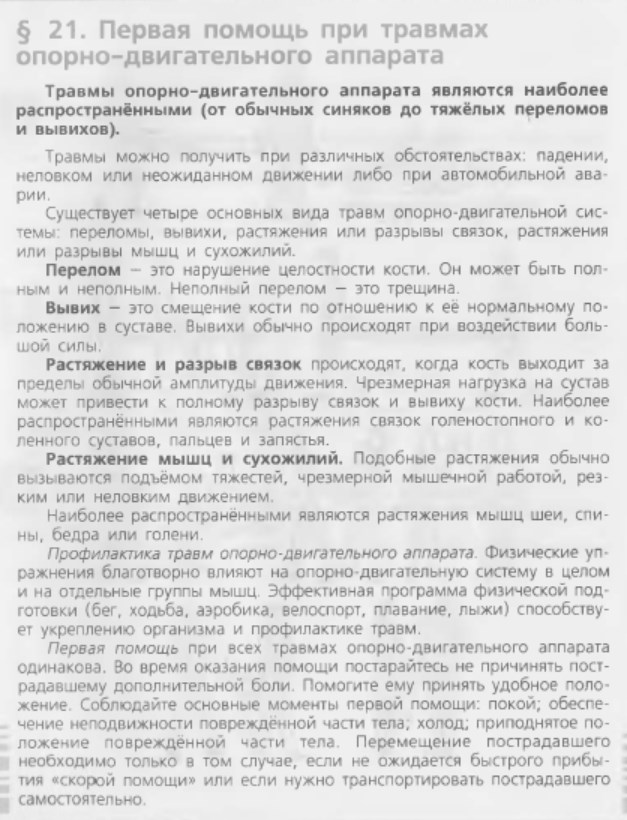 § 21. Первая помощь при травмах
опорно-двигательного аппарата
Травмы опорно-двигательного аппарата являются наиболее
распространёнными (от обычных синяков до тяжёлых переломов
и вывихов).
Травмы можно получить при различных обстоятельствах: падении,
неловком или неожиданном движении либо при автомобильной ава-
рии.
Существует четыре основных вида травм опорно-двигательной сис-
темы: переломы, вывихи, растяжения или разрывы связок, растяжения
или разрывы мышц и сухожилий.
Перелом — это нарушение целостности кости. Он может быть пол-
ным и неполным. Неполный перелом — это трещина.
Вывих — это смещение кости по отношению к её нормальному по-
ложению в суставе. Вывихи обычно происходят при воздействии боль-
шой силы.
Растяжение и разрыв связок происходят, когда кость выходит за
пределы обычной амплитуды движения. Чрезмерная нагрузка на сустав
может привести к полному разрыву связок и вывиху кости. Наиболее
распространёнными являются растяжения связок голеностопного и ко-
ленного суставов, пальцев и запястья.
Растяжение мышц и сухожилий. Подобные растяжения обычно
вызываются подъёмом тяжестей, чрезмерной мышечной работой, рез-
ким или неловким движением.
Наиболее распространёнными являются растяжения мышц шеи, спи-
ны, бедра или голени.
Профилактика травм опорно-двигательного аппарата. Физические уп-
ражнения благотворно влияют на опорно-двигательную систему в целом
и на отдельные группы мышц. Эффективная программа физической под-
готовки (бег, ходьба, аэробика, велоспорт, плавание, лыжи) способству-
ет укреплению организма и профилактике травм.
Первая помощь при всех травмах опорно-двигательного аппарата
одинакова. Во время оказания помощи постарайтесь не причинять пост-
радавшему дополнительной боли. Помогите ему принять удобное поло-
жение. Соблюдайте основные моменты первой помощи: покой; обеспе-
чение неподвижности повреждённой части тела; холод; приподнятое по-
ложение повреждённой части тела. Перемещение пострадавшего
необходимо только в том случае, если не ожидается быстрого прибы-
тия «скорой помощи» или если нужно транспортировать пострадавшего
самостоятельно.